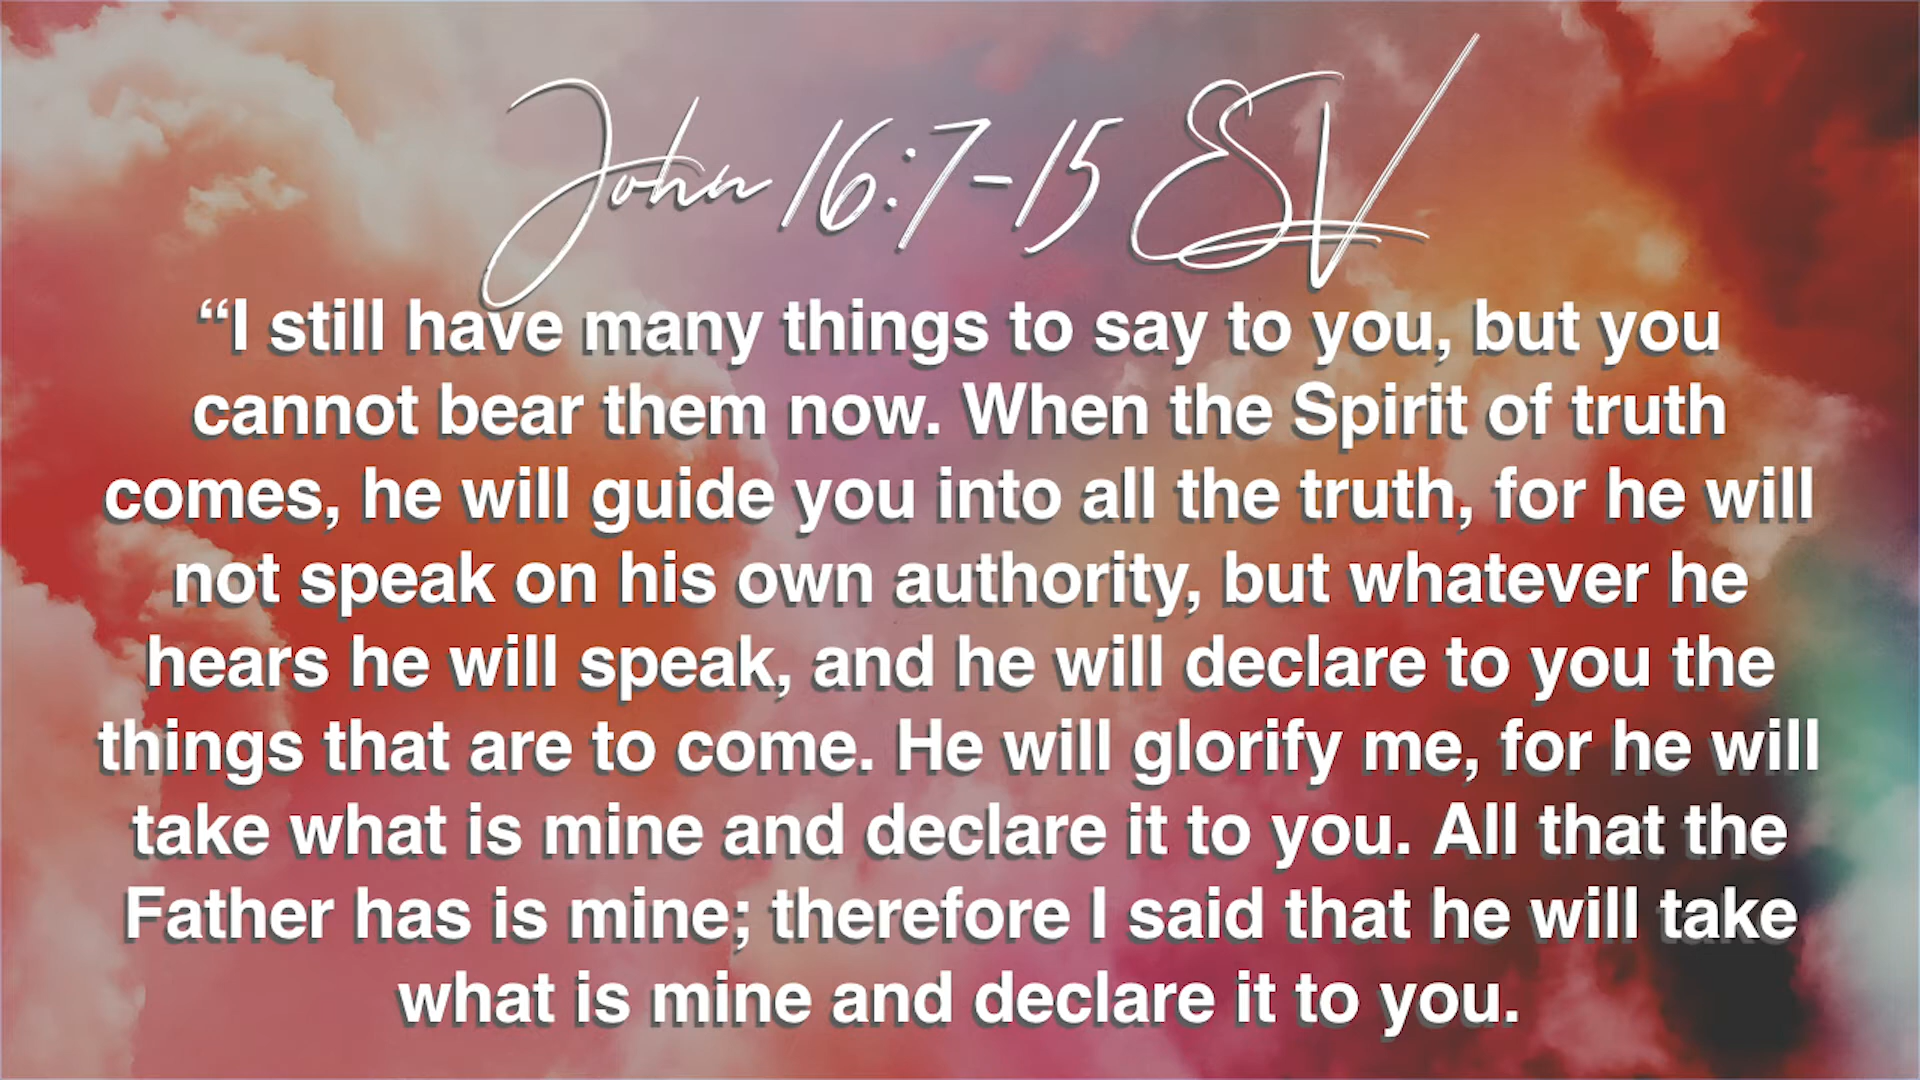 John 16:7-15 ESV
“I still have many things to say to you, but you
cannot bear them now. When the Spirit of truth
comes, he will guide you into all the truth, for he will
not speak on his own authority, but whatever he
hears he will speak, and he will declare to you the
things that are to come. He will glorify me, for he will
take what is mine and declare it to you. All that the
Father has is mine; therefore I said that he will take
what is mine and declare it to you.